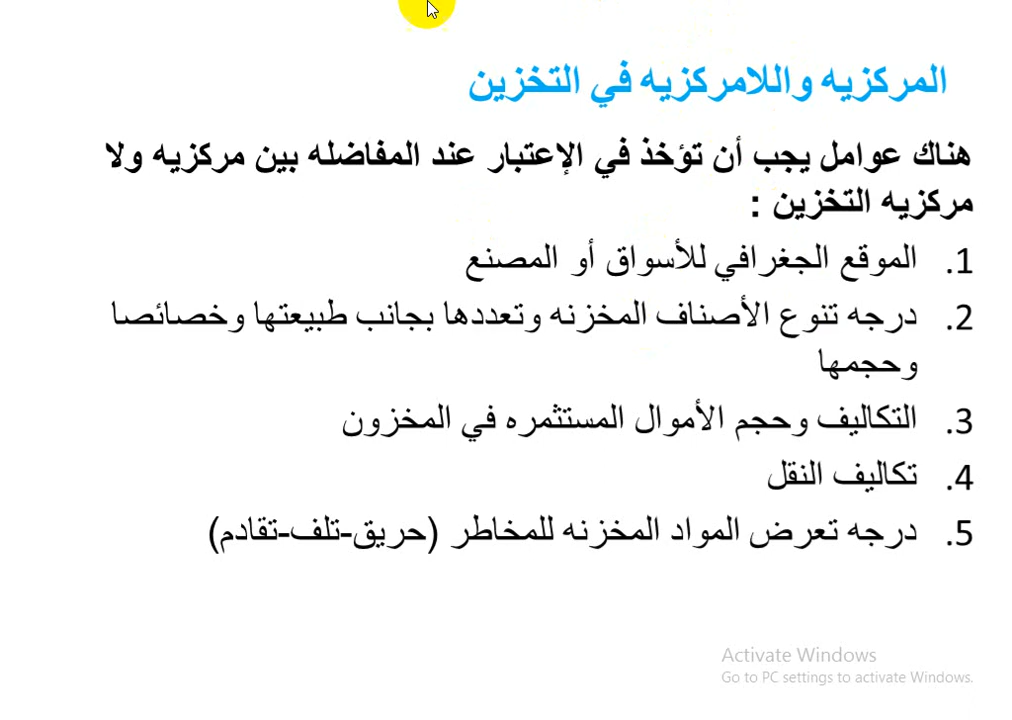 المركزيه واللامركزيه في التخزين
هناك عوامل يجب أن تؤخذ في الإعتبار عند المفاضله بين مركزيه ولا
مركزيه التخزين :
1. الموقع الجغرافي للأسواق أو المصنع
2. درجه تنوع الأصناف المخزنه وتعددها بجانب طبيعتها وخصائصا
وحجمها
3. التكاليف وحجم الأموال المستثمره في المخزون
4. تكاليف النقل
5. درجه تعرض المواد المخزنه للمخاطر (حريق-تلف-تقادم)
Activate Windows
Go to PC settings to activate Windows.